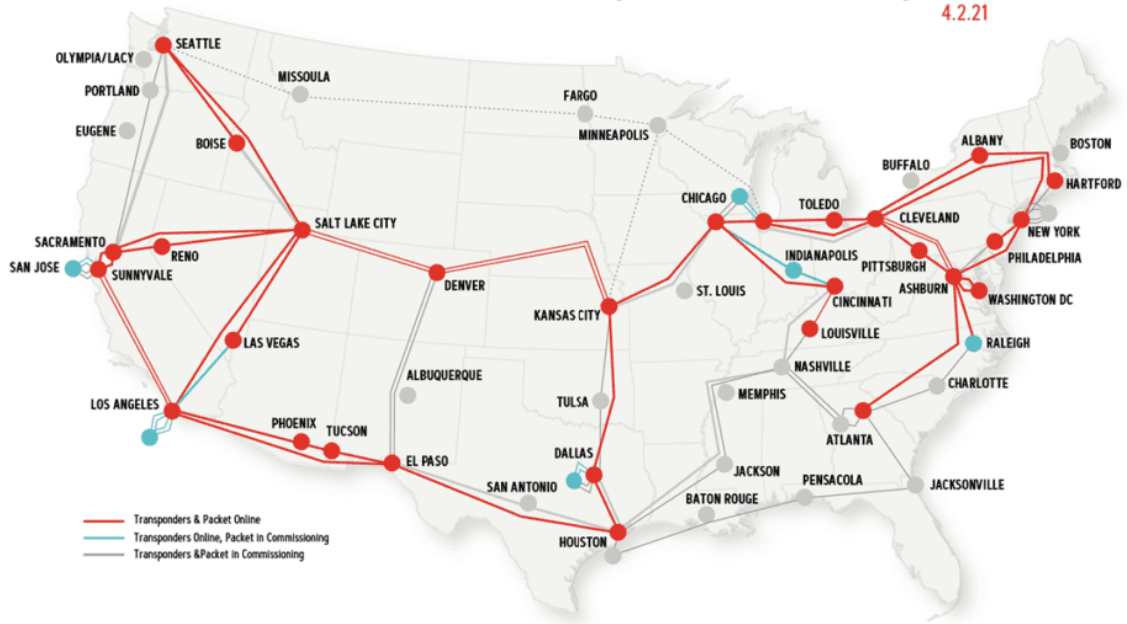 4.2.21
SEATTLE
OLYMPIA/LACY
MISSOULA
PORTLAND
FARGO
EUGENE
MINNEAPOLIS
BOISE
ALBANY
BOSTON
BUFFALO
HARTFORD
CHICAGO
TOLEDO
CLEVELAND
SALT LAKE CITY
NEW YORK
SACRAMENTO
RENO
INDIANAPOLIS
PITTSBURGH
PHILADELPHIA
SAN JOSE
SUNNYVALE
DENVER
ST. LOUIS
ASHBURN
WASHINGTON DC
CINCINNATI
KANSAS CITY
LOUISVILLE
LAS VEGAS
RALEIGH
NASHVILLE
ALBUQUERQUE
CHARLOTTE
LOS ANGELES
TULSA
MEMPHIS
PHOENIX
TUCSON
ATLANTA
DALLAS
EL PASO
JACKSON
SAN ANTONIO
PENSACOLA
JACKSONVILLE
BATON ROUGE
HOUSTON
Transponders & Packet Online
Transponders Online, Packet in Commissioning
Transponders &Packet in Commissioning